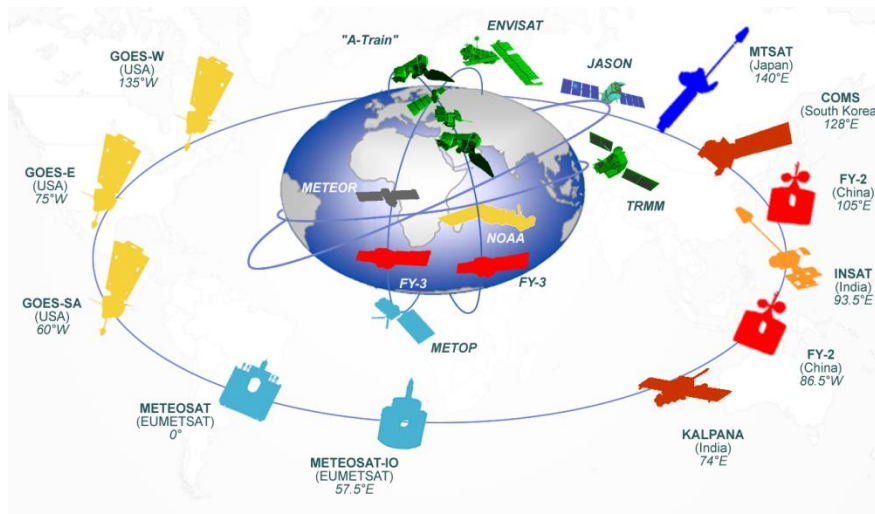 ENVISAT
"A-Train"
GOES-W
(USA)
135°W
JASON
MTSAT
(Japan)
140°E
COMS
(South Korea)
128°E
GOES-E
(USA)
75°W
METEOR
TRMM
FY-2
(China)
105°E
NOAA
FY-3
FY-3
INSAT
(India)
93.5°E
GOES-SA
(USA)
60°W
METOP
FY-2
(China)
86.5°W
METEOSAT
(EUMETSAT)
0°
KALPANA
(India)
74°E
METEOSAT-IO
(EUMETSAT)
57.5°E